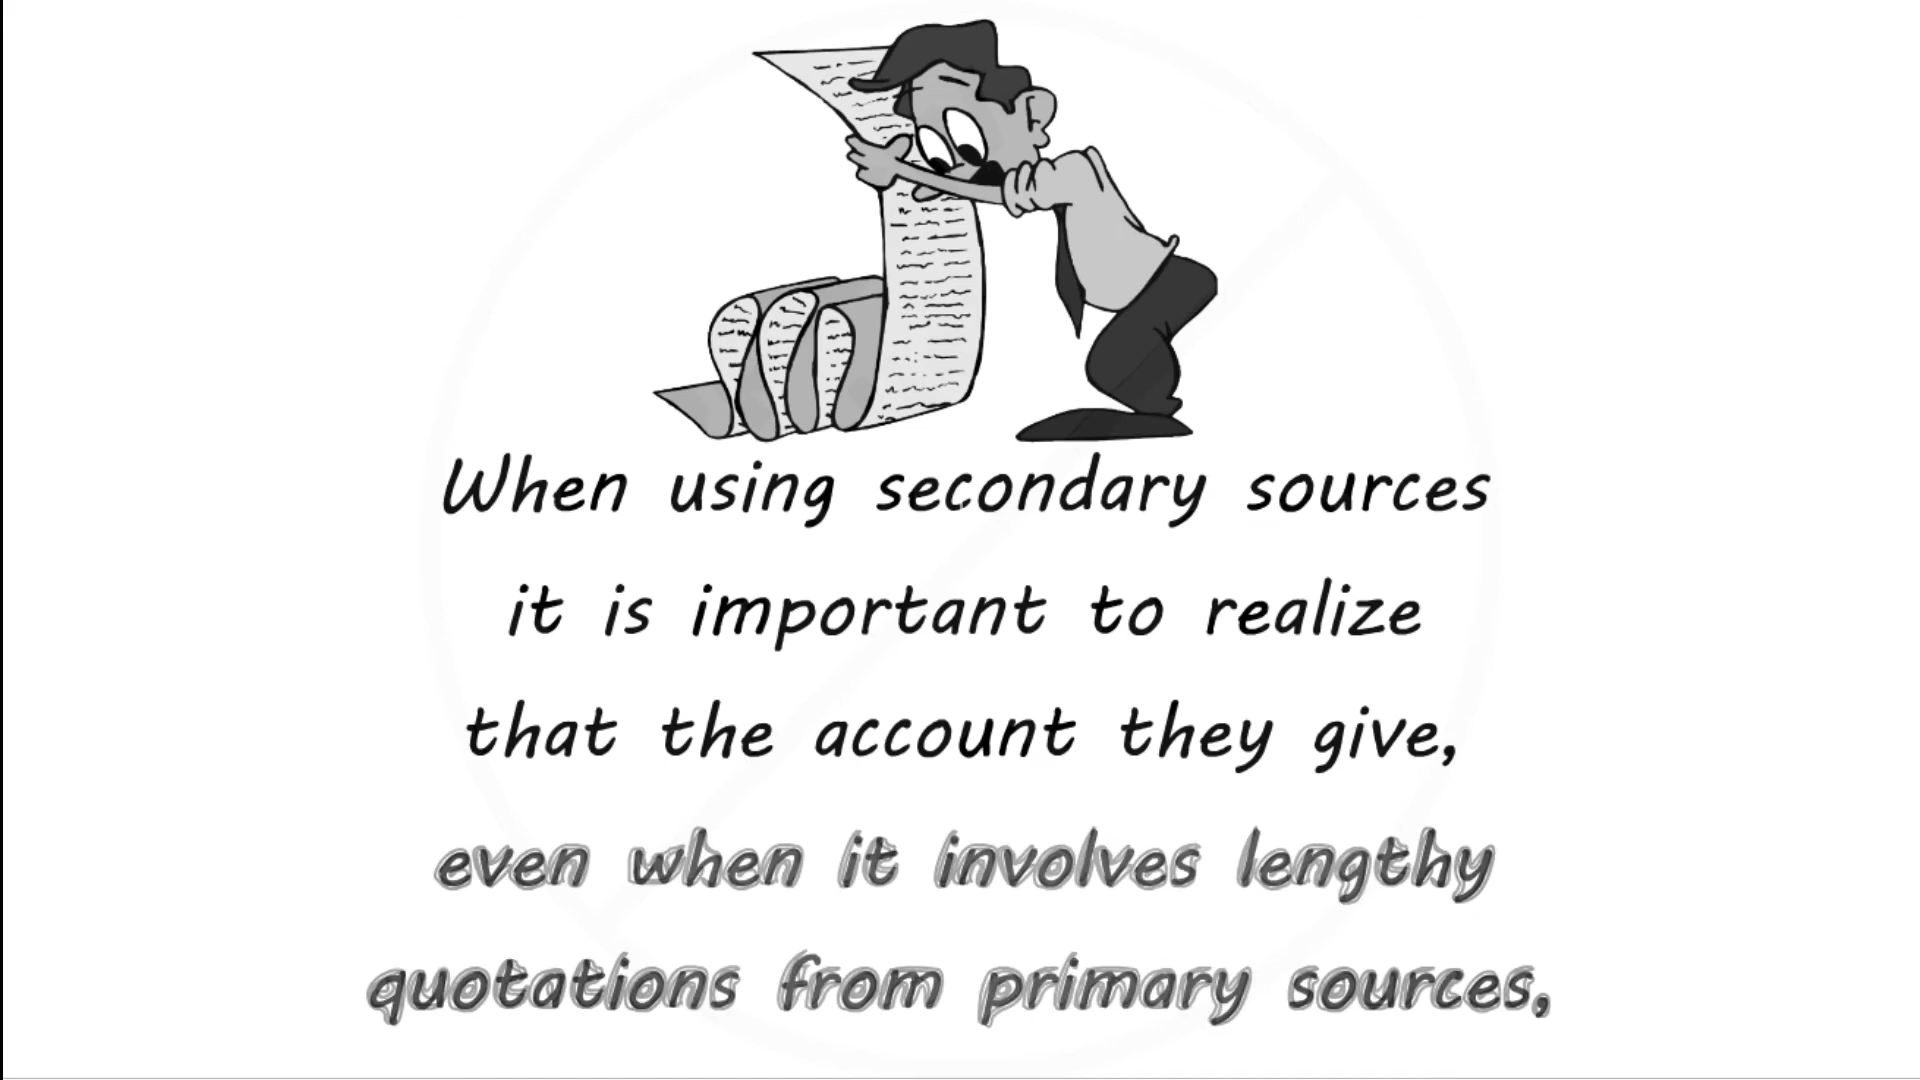 When using secondary sources
it is important to realize
that the account they give,
even when it involves lengthy
quotations from primary sources,